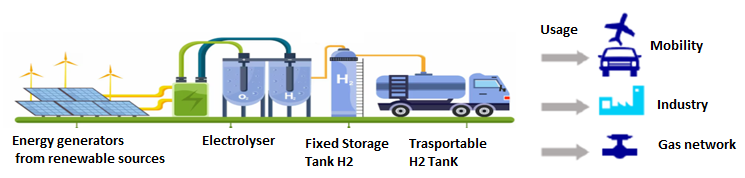 Usage
Mobility
O₂
H₂
H₂
Industry
Energy generators
from renewable sources
Electrolyser
Fixed Storage
Tank H2
Trasportable
H2 TanK
Gas network